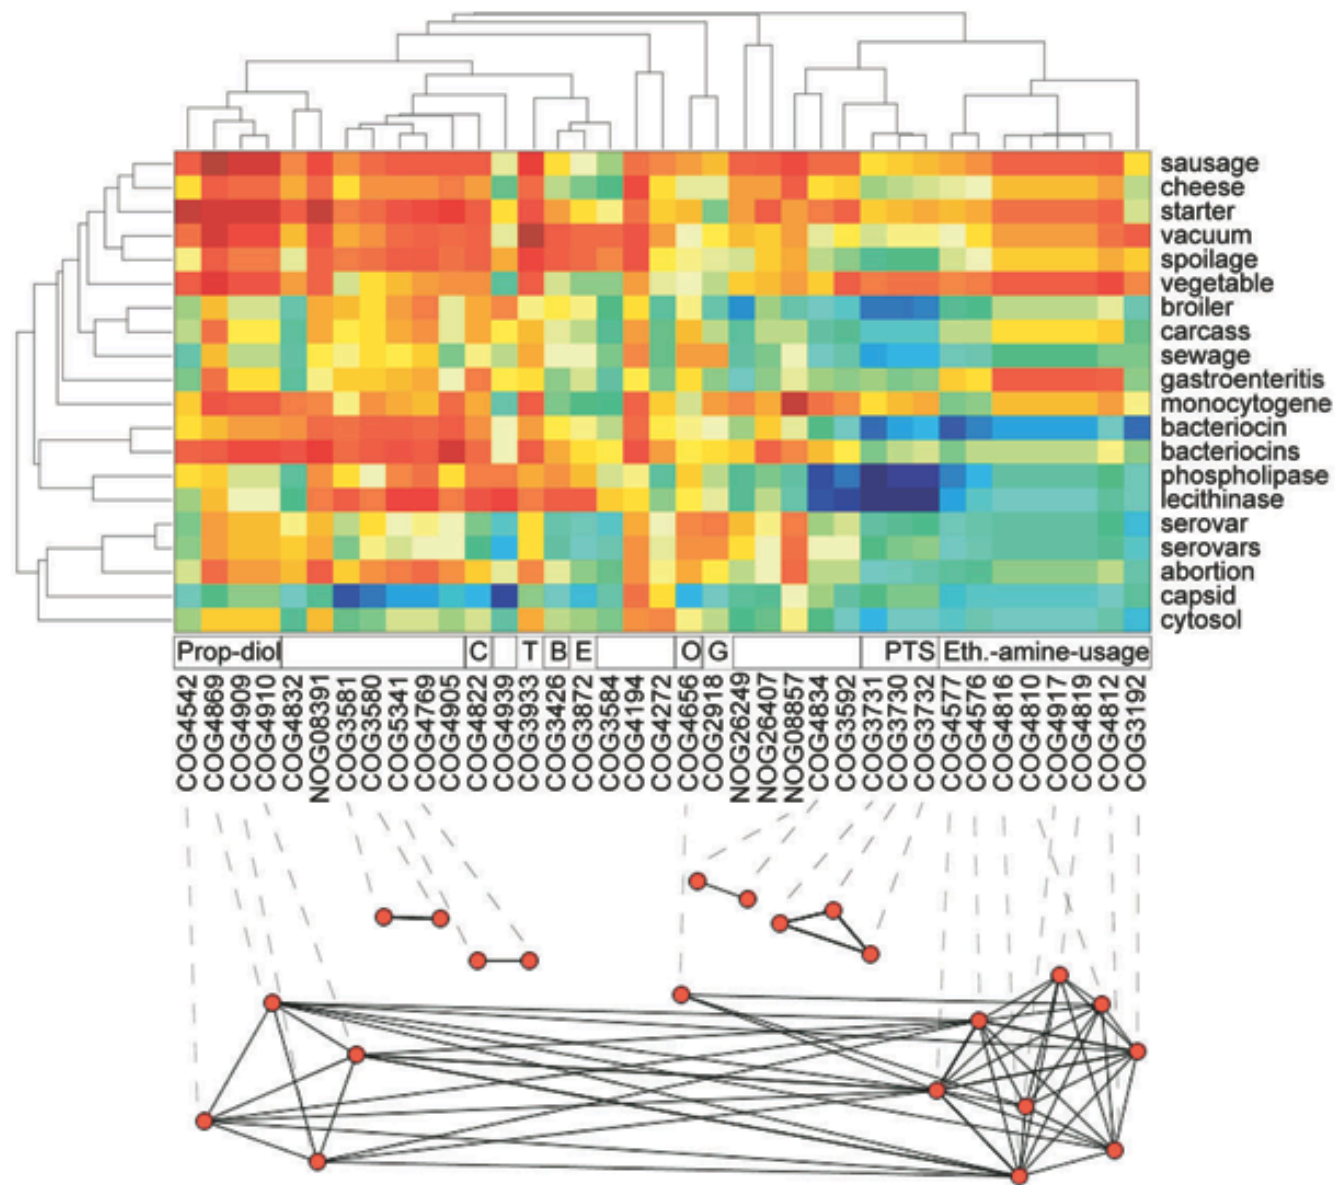 sausage
cheese
starter
vacuum
spoilage
vegetable
broiler
carcass
sewage
gastroenteritis
monocytogene
bacteriocin
bacteriocins
phospholipase
lecithinase
serovar
serovars
abortion
capsid
cytosol
Prop-diol C T B E O G PTS Eth.-amine-usage
COG4542
COG4869
COG4909
COG4910
COG4832
NOG08391
COG3581
COG3580
COG5341
COG4769
COG4905
COG4822
COG4939
COG3933
COG3426
COG3872
COG3584
COG4194
COG4272
COG4656
COG2918
NOG26249
NOG26407
NOG08857
COG4834
COG3592
COG3731
COG3730
COG3732
COG4577
COG4576
COG4816
COG4810
COG4917
COG4819
COG4812
COG3192